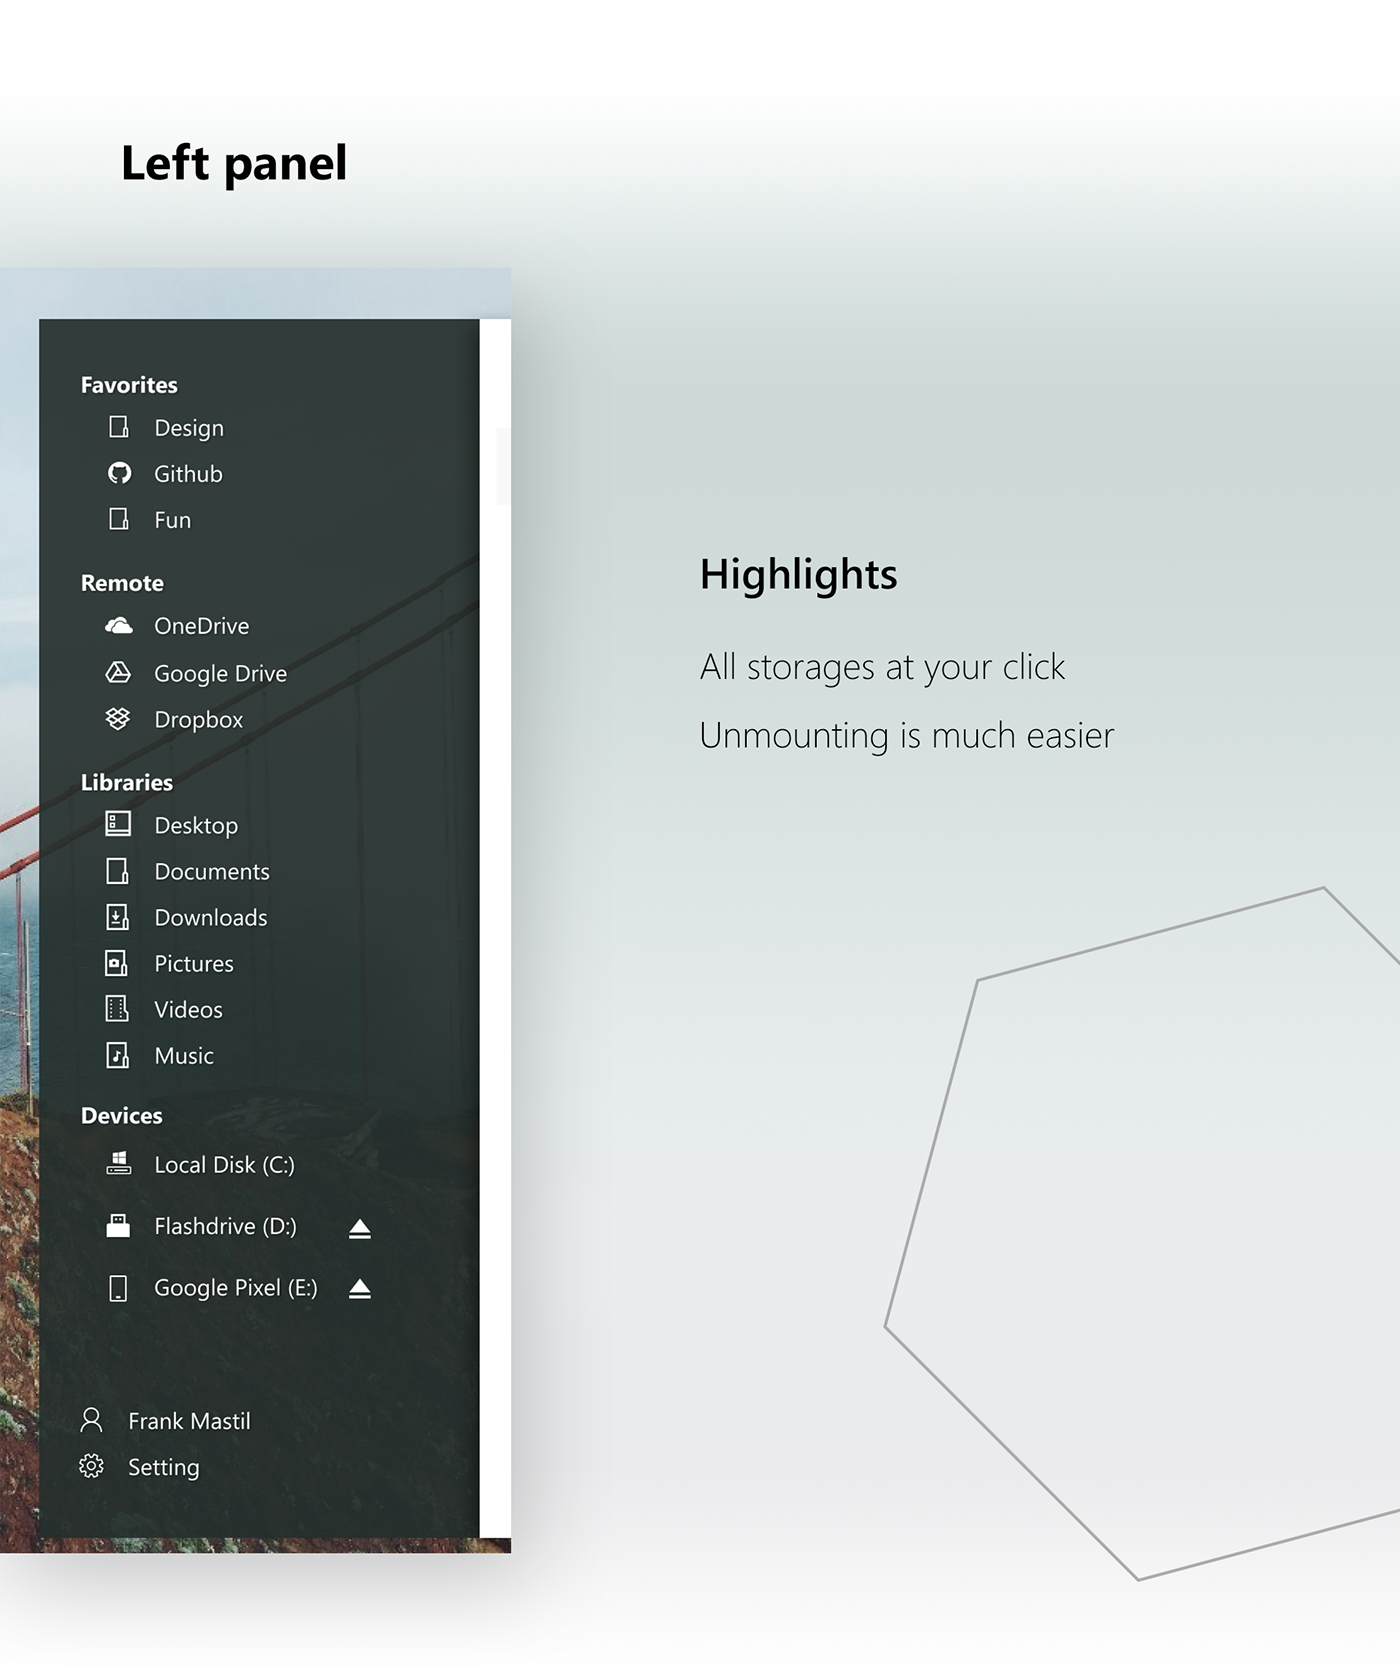 Left panel
Favorites
Design
Github
Fun
Remote
OneDrive
Google Drive
Dropbox
Libraries
Desktop
Documents
Downloads
Pictures
Videos
Music
Devices
Local Disk (C:)
Flashdrive (D:)
Google Pixel (E:)
Frank Mastil
Setting
Highlights
All storages at your click
Unmounting is much easier